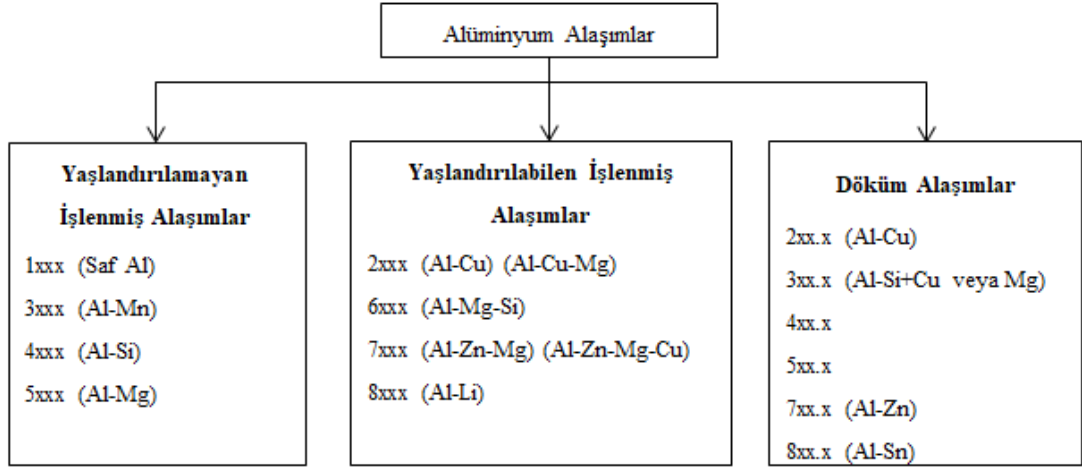 Alüminyum Alaşımlar
Yaşlandırılamayan
İşlenmiş Alaşımlar
1xxx (Saf Al)
3xxx (Al-Mn)
4xxx (Al-Si)
5xxx (Al-Mg)
Yaşlandırılabilen İşlenmiş
Alaşımlar
2xxx (Al-Cu) (Al-Cu-Mg)
6xxx (Al-Mg-Si)
7xxx (Al-Zn-Mg) (Al-Zn-Mg-Cu)
8xxx (Al-Li)
Döküm Alaşımlar
2xx.x (Al-Cu)
3xx.x (Al-Si+Cu veya Mg)
4xx.x
5xx.x
7xx.x (Al-Zn)
8xx.x (Al-Sn)